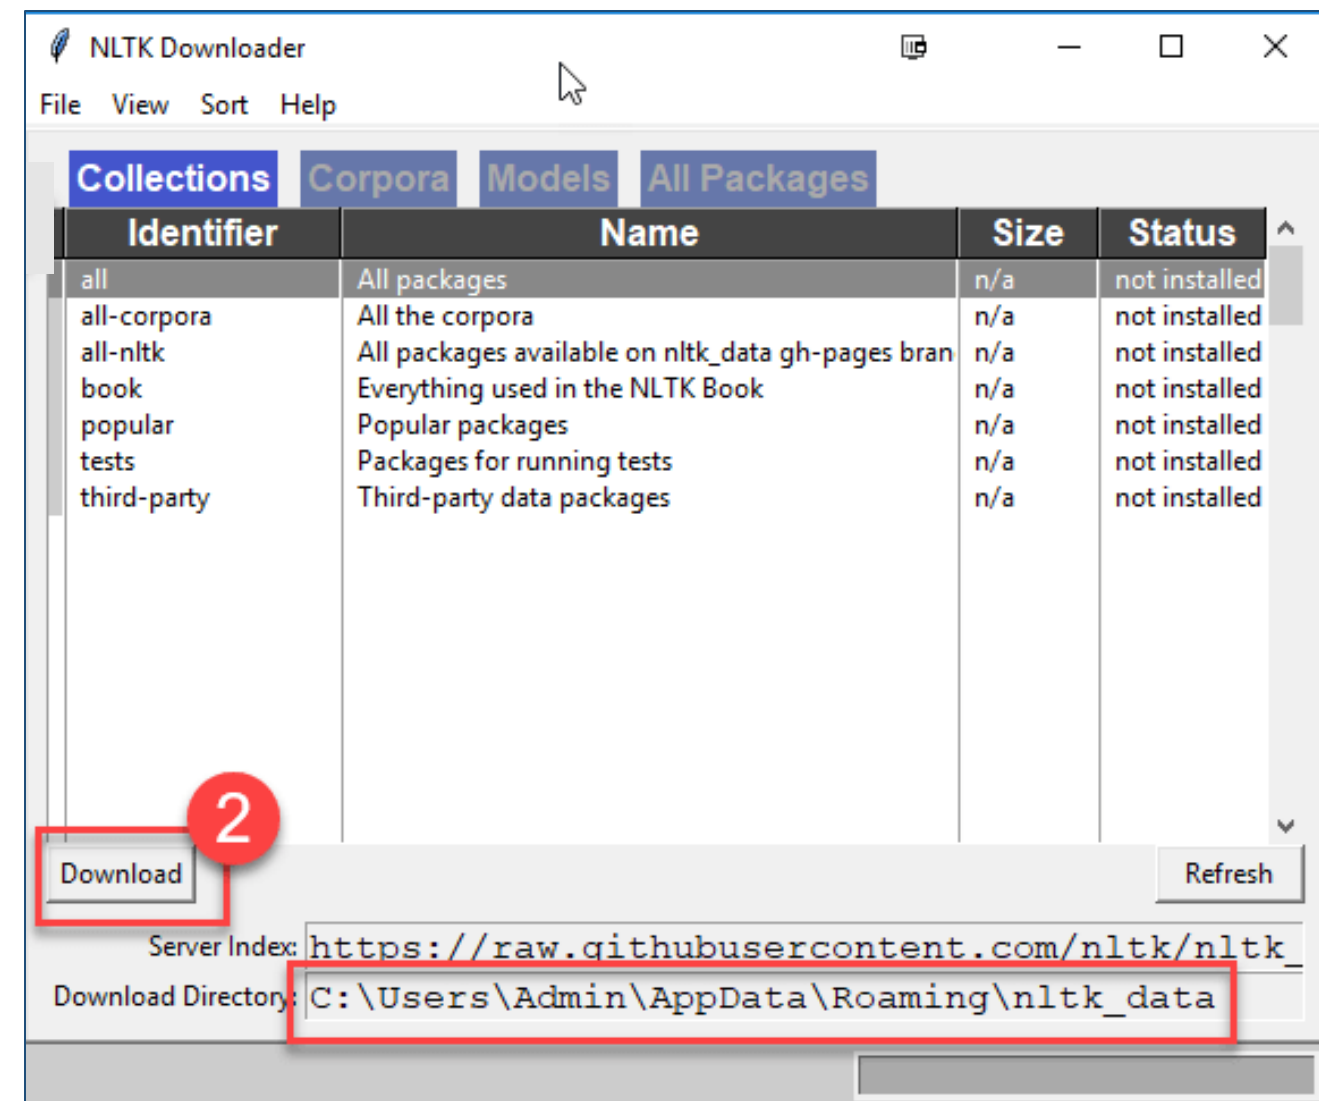 NLTK Downloader
File View Sort Help
Collections Corpora Models All Packages
Identifier Name Size Status
all All packages n/a not installed
all-corpora All the corpora n/a not installed
all-nltk All packages available on nltk_data gh-pages bran n/a not installed
book Everything used in the NLTK Book n/a not installed
popular Popular packages n/a not installed
tests Packages for running tests n/a not installed
third-party Third-party data packages n/a not installed
2
Download Refresh
Server Index: https://raw.githubusercontent.com/nltk/nltk_
Download Directory: C:\Users\Admin\AppData\Roaming\nltk_data